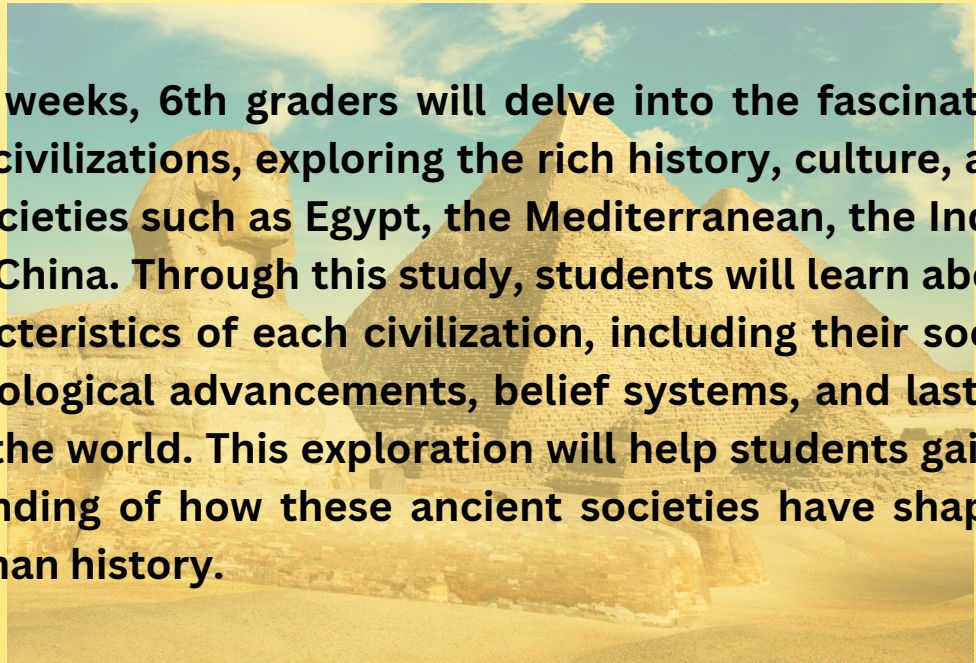 weeks, 6th graders will delve into the fascinat
civilizations, exploring the rich history, culture, a
cieties such as Egypt, the Mediterranean, the Ind
China. Through this study, students will learn abo
cteristics of each civilization, including their soc
ological advancements, belief systems, and last
the world. This exploration will help students gai
nding of how these ancient societies have shap
man history.